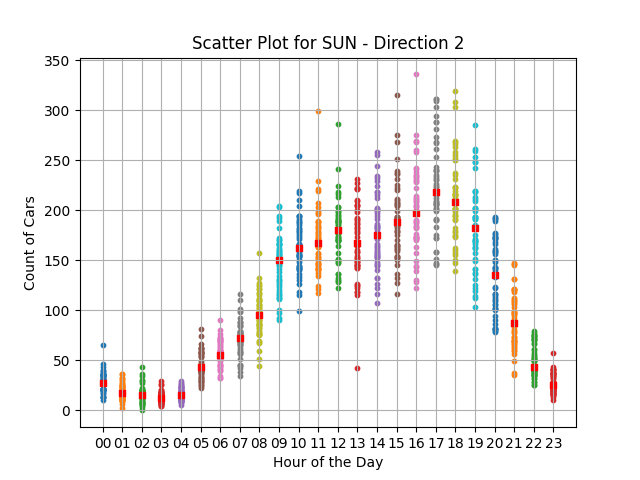 Scatter Plot for SUN - Direction 2
350
300
250
200
150
100
50
0
Count of Cars
00 01 02 03 04 05 06 07 08 09 10 11 12 13 14 15 16 17 18 19 20 21 22 23
Hour of the Day